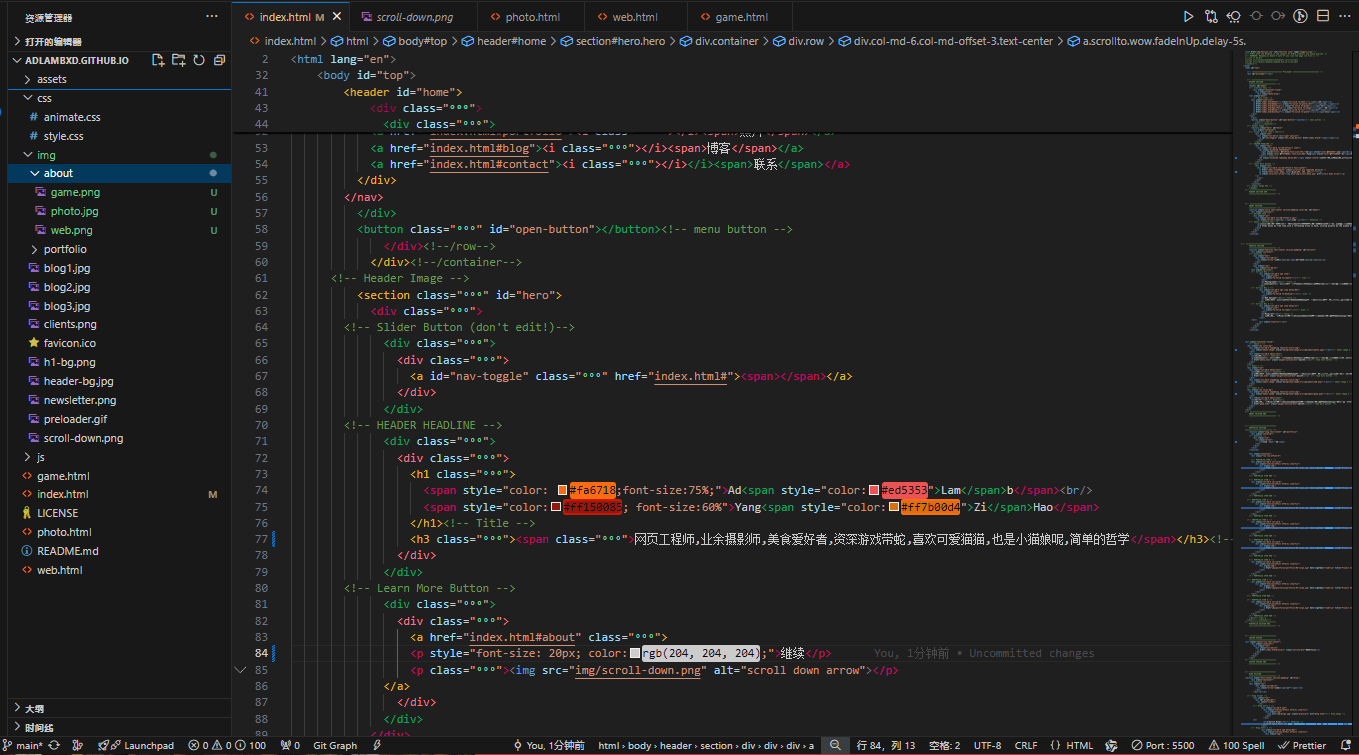 资源管理器
···
打开的编辑器
ADLAMBXD.GITHUB.IO
assets
css
# animate.css
# style.css
img
about
game.png U
photo.jpg U
web.png U
portfolio
blog1.jpg
blog2.jpg
blog3.jpg
clients.png
favicon.ico
h1-bg.png
header-bg.jpg
newsletter.png
preloader.gif
scroll-down.png
js
game.html
index.html M
LICENSE
photo.html
README.md
web.html
大纲
时间线
index.html M
scroll-down.png
photo.html
web.html
game.html
index.html > html > body#top > header#home > section#hero.hero > div.container > div.row > div.col-md-6.col-md-offset-3.text-center > a.scrollto.wow.fadeInUp.delay-5s.
2 <html lang="en">
32 <body id="top">
41 <header id="home">
43 <div class="°°°">
44 <div class="°°°">
53 <a href="index.html#blog"><i class="°°°"></i><span>博客</span></a>
54 <a href="index.html#contact"><i class="°°°"></i></i><span>联系</span></a>
55 </div>
56 </nav>
57 </div>
58 <button class="°°°" id="open-button"></button><!-- menu button -->
59 </div><!--/row-->
60 </div><!--/container-->
61 <!-- Header Image -->
62 <section class="°°°" id="hero">
63 <div class="°°°">
64 <!-- Slider Button (don't edit!)-->
65 <div class="°°°">
66 <div class="°°°">
67 <a id="nav-toggle" class="°°°" href="index.html#"><span></span></a>
68 </div>
69 </div>
70 <!-- HEADER HEADLINE -->
71 <div class="°°°">
72 <div class="°°°">
73 <h1 class="°°°">
74 <span style="color: #fa6718;font-size:75%;">Ad<span style="color:#ed5353">Lam</span>b</span><br/>
75 <span style="color:#ff150085; font-size:60%">Yang<span style="color:#ff7b00d4">Zi</span>Hao</span>
76 </h1><!-- Title -->
77 <h3 class="°°°"><span class="°°°">网页工程师,业余摄影师,美食爱好者,资深游戏带蛇,喜欢可爱猫猫,也是小猫娘呢,简单的哲学</span></h3><!--
78 </div>
79 </div>
80 <!-- Learn More Button -->
81 <div class="°°°">
82 <div class="°°°">
83 <a href="index.html#about" class="°°°">
84 <p style="font-size: 20px; color:rgb(204, 204, 204);">继续</p> You, 1分钟前 • Uncommitted changes
85 <p class="°°°"><img src="img/scroll-down.png" alt="scroll down arrow"></p>
86 </a>
87 </div>
88 </div>
main* Launchpad 0 0 100 0 Git Graph You, 1分钟前 html › body › header › section › div › div › div › a 行 84，列 13 空格: 2 UTF-8 CRLF {} HTML Port : 5500 100 Spell Prettier